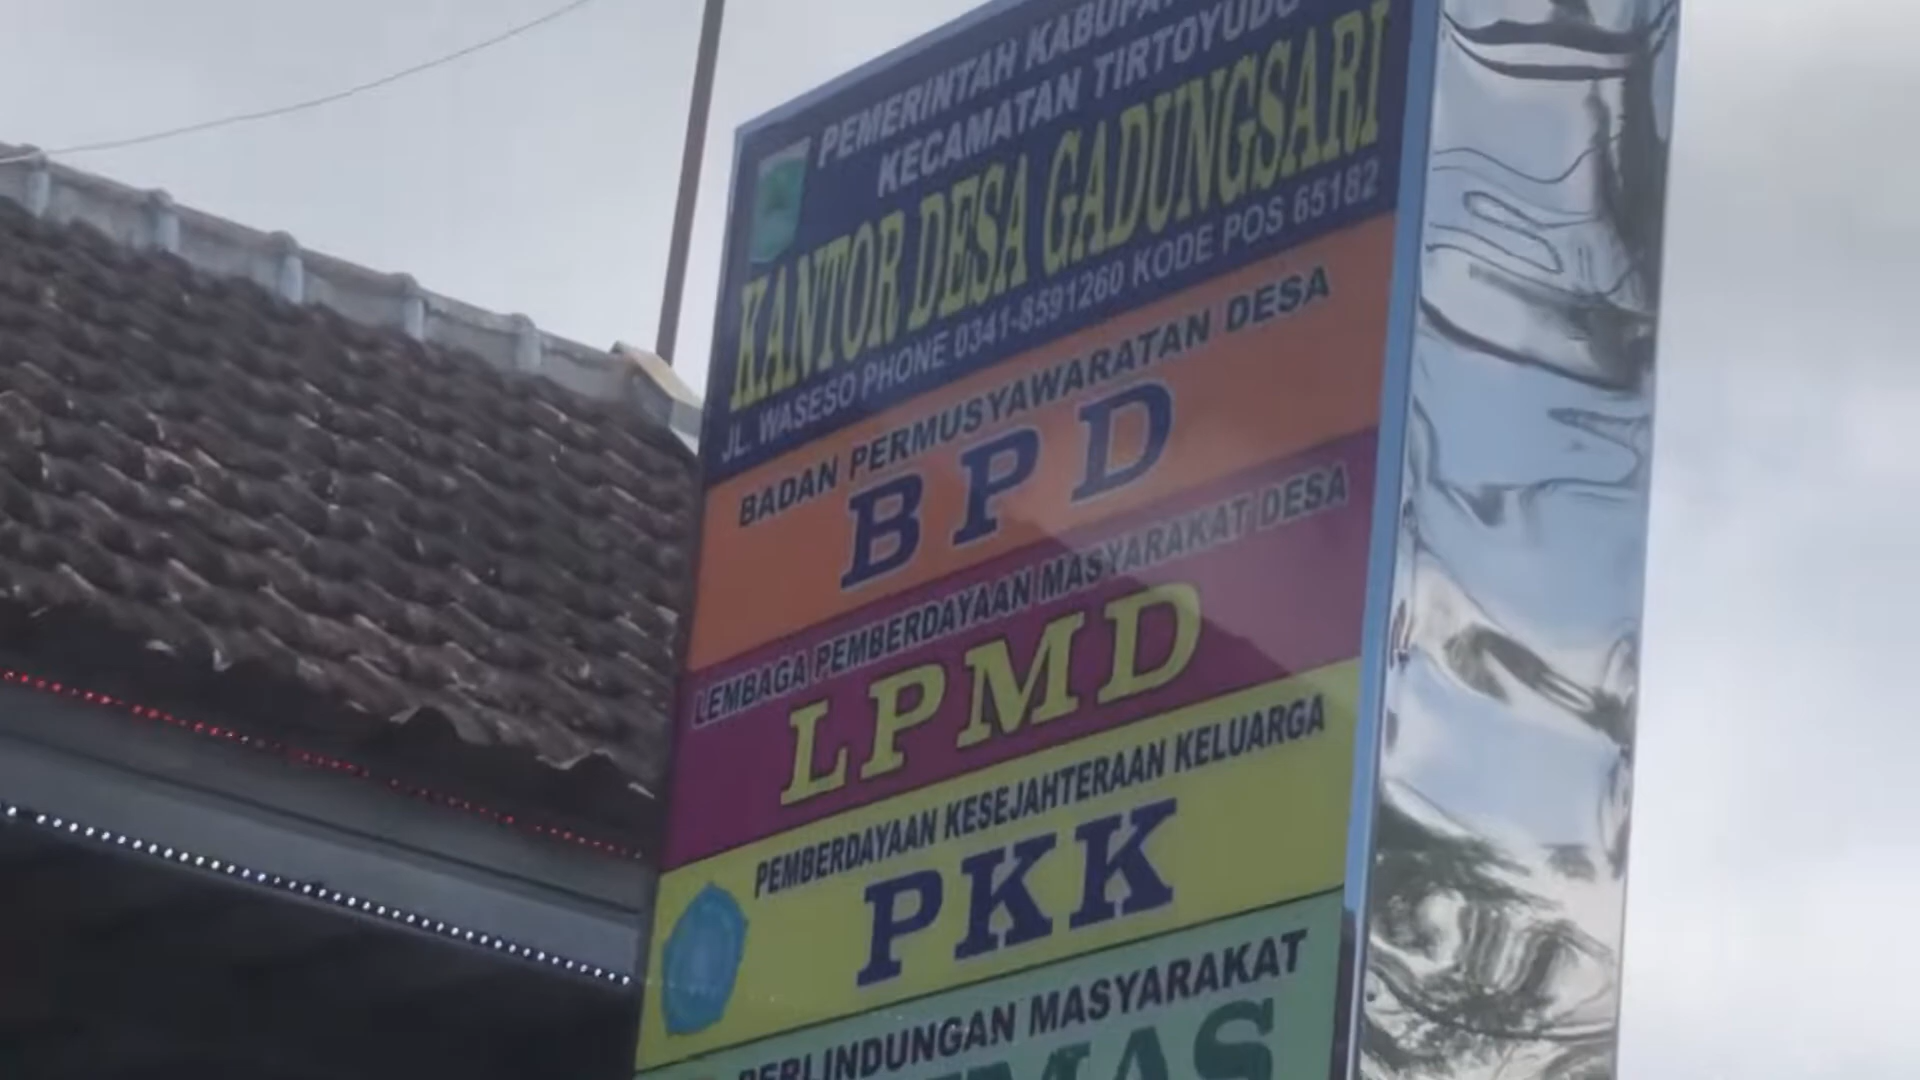 PEMERINTAH
KECAMATAN TIRTOYUDO
KANTOR DESA GADUNGSARI
JL. WASESO PHONE 0341-8591260 KODE POS 65182
BADAN PERMUSYAWARATAN DESA
BPD
LEMBAGA PEMBERDAYAAN MASYARAKAT DESA
LPMD
PEMBERDAYAAN KESEJAHTERAAN KELUARGA
PKK
PERLINDUNGAN MASYARAKAT